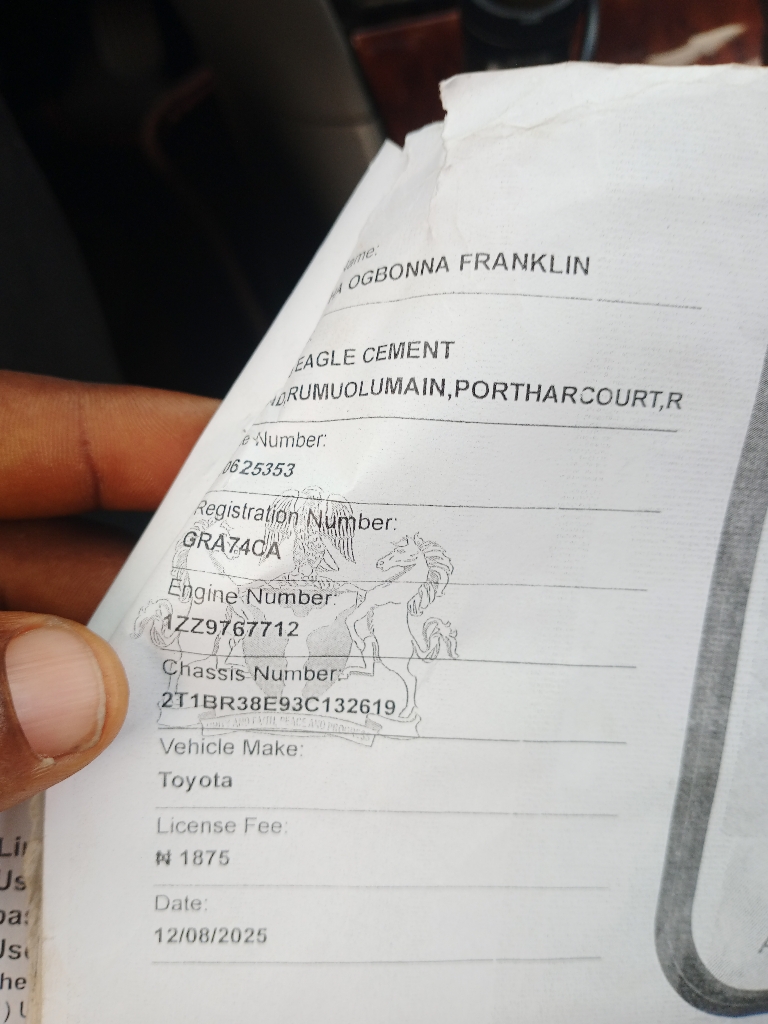 OGBONNA FRANKLIN
EAGLE CEMENT
RUMUOLUMAIN,PORTHARCOURT,R
Number:
0625353
Registration Number:
GRA74CA
Engine Number:
1ZZ9767712
Chassis Number:
2T1BR38E93C132619
Vehicle Make:
Toyota
License Fee:
₦ 1875
Date:
12/08/2025